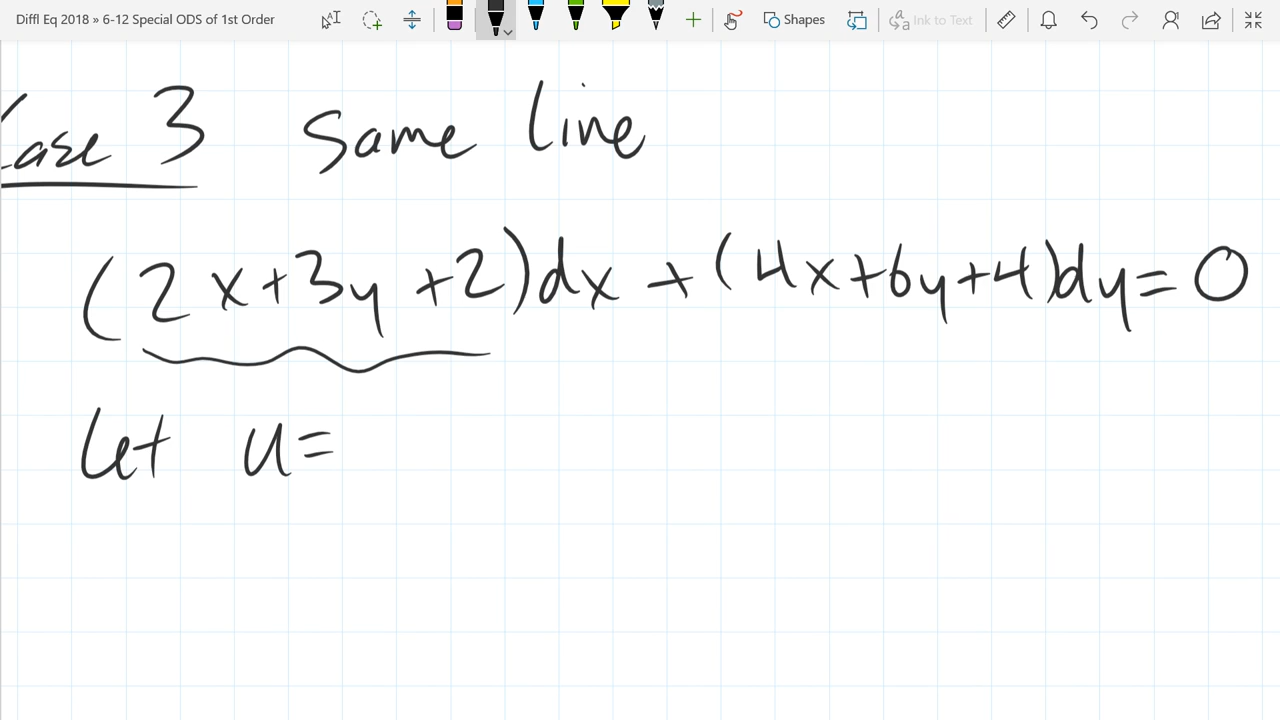 Diffl Eq 2018 » 6-12 Special ODS of 1st Order
Shapes
Ink to Text
Case 3 Same line
(2x+3y+2)dx + (4x+6y+4)dy=0
Let u=